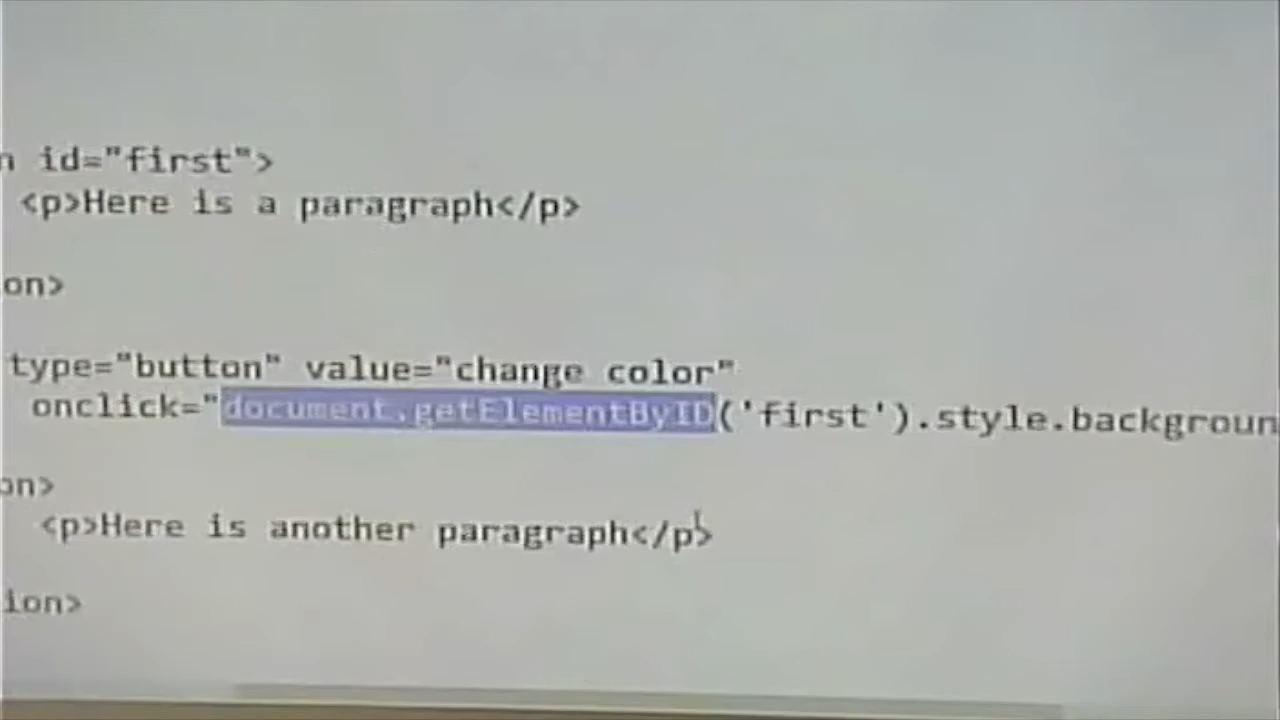 n id="first">
<p>Here is a paragraph</p>
on>
type="button" value="change color"
onclick="document.getElementByID('first').style.backgroun
on>
<p>Here is another paragraph</p>
ion>